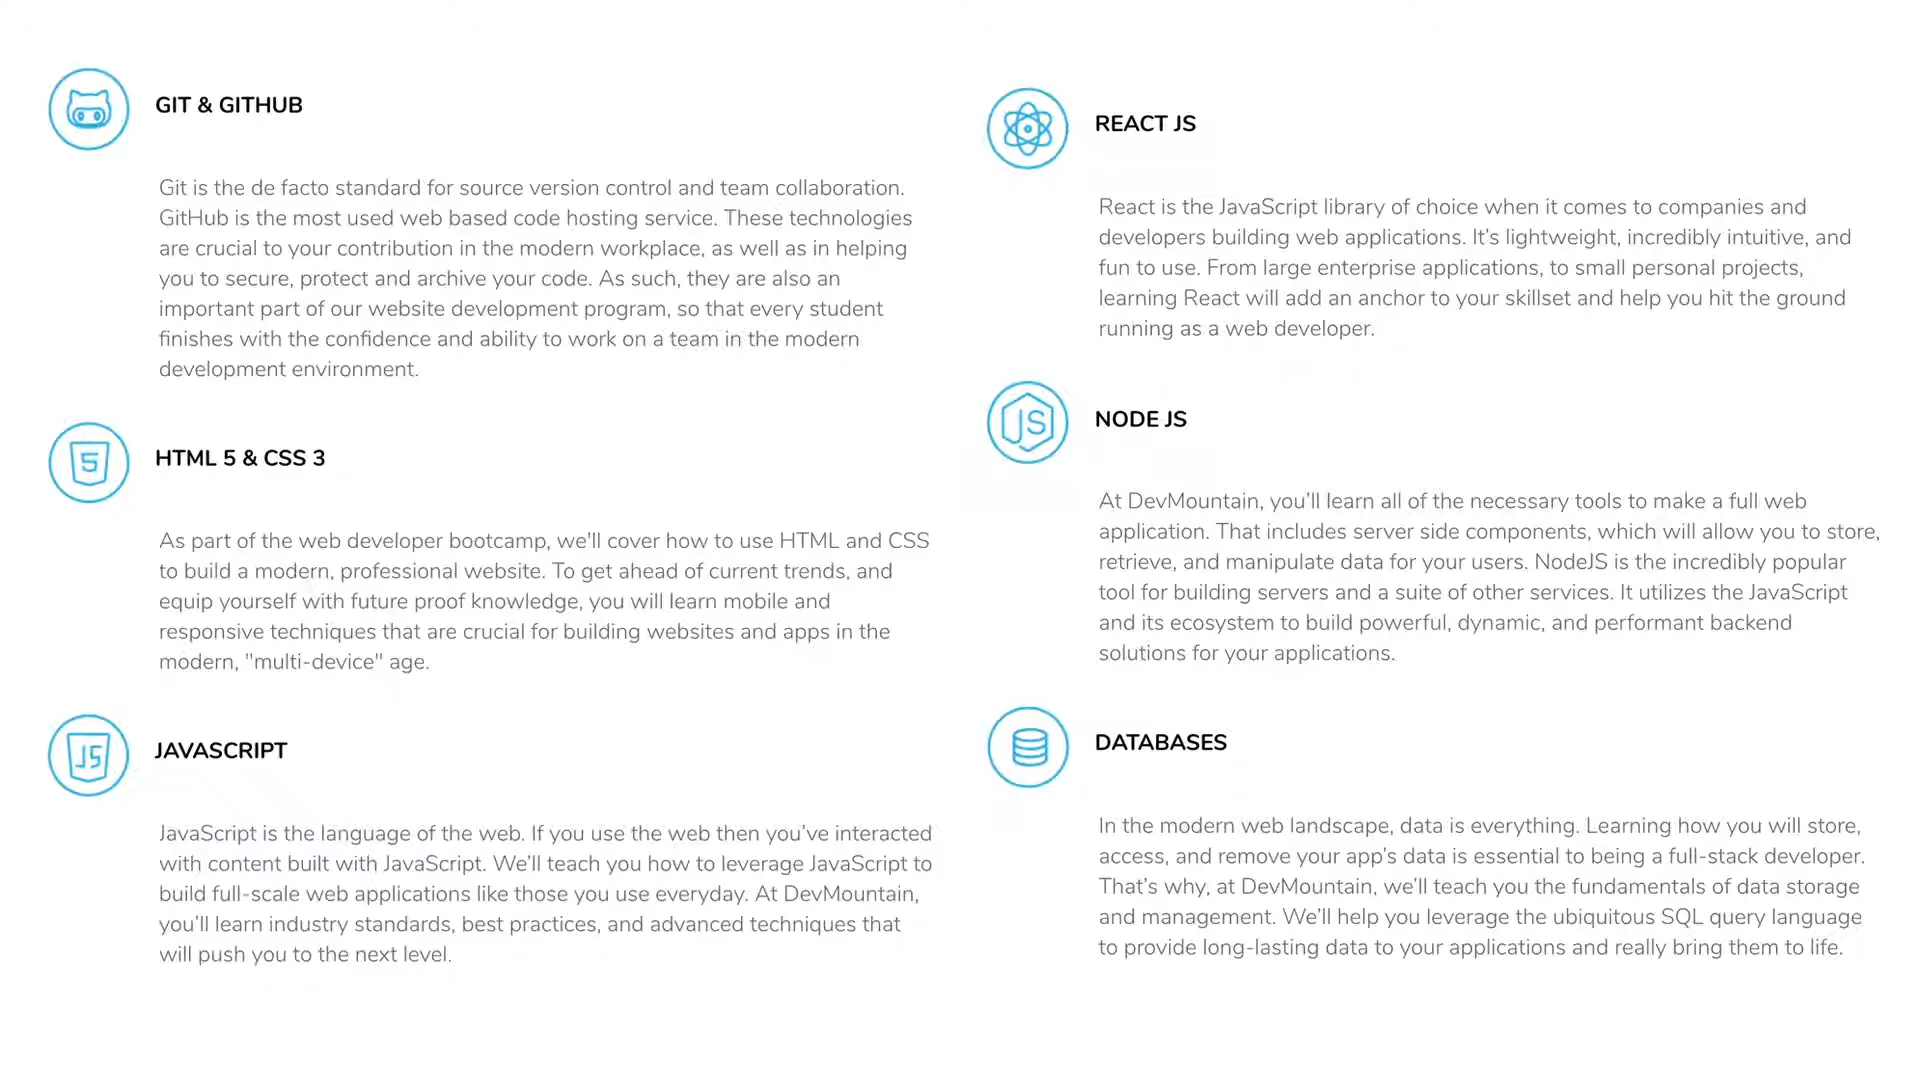 GIT & GITHUB
Git is the de facto standard for source version control and team collaboration.
GitHub is the most used web based code hosting service. These technologies
are crucial to your contribution in the modern workplace, as well as in helping
you to secure, protect and archive your code. As such, they are also an
important part of our website development program, so that every student
finishes with the confidence and ability to work on a team in the modern
development environment.
5
HTML 5 & CSS 3
As part of the web developer bootcamp, we'll cover how to use HTML and CSS
to build a modern, professional website. To get ahead of current trends, and
equip yourself with future proof knowledge, you will learn mobile and
responsive techniques that are crucial for building websites and apps in the
modern, "multi-device" age.
JS
JAVASCRIPT
JavaScript is the language of the web. If you use the web then you’ve interacted
with content built with JavaScript. We’ll teach you how to leverage JavaScript to
build full-scale web applications like those you use everyday. At DevMountain,
you’ll learn industry standards, best practices, and advanced techniques that
will push you to the next level.
REACT JS
React is the JavaScript library of choice when it comes to companies and
developers building web applications. It’s lightweight, incredibly intuitive, and
fun to use. From large enterprise applications, to small personal projects,
learning React will add an anchor to your skillset and help you hit the ground
running as a web developer.
JS
NODE JS
At DevMountain, you’ll learn all of the necessary tools to make a full web
application. That includes server side components, which will allow you to store,
retrieve, and manipulate data for your users. NodeJS is the incredibly popular
tool for building servers and a suite of other services. It utilizes the JavaScript
and its ecosystem to build powerful, dynamic, and performant backend
solutions for your applications.
DATABASES
In the modern web landscape, data is everything. Learning how you will store,
access, and remove your app’s data is essential to being a full-stack developer.
That’s why, at DevMountain, we’ll teach you the fundamentals of data storage
and management. We’ll help you leverage the ubiquitous SQL query language
to provide long-lasting data to your applications and really bring them to life.